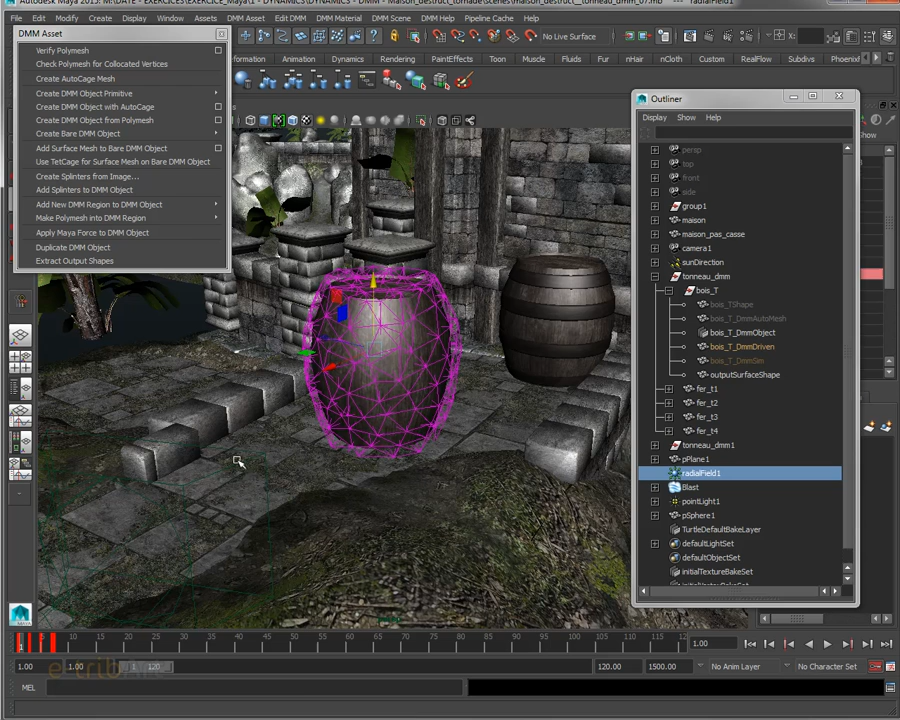 Autodesk Maya 2015: M:\DATE - EXERCICES\EXERCICE_Maya\1 - DYNAMICS\DYNAMICS - DMM - Maison_destruct_tornade\scenes\maison_destruct_tornade__tonneau_dmm_07.mb* --- radialField1
File Modify Create Display Window Assets DMM Asset Edit DMM DMM Material DMM Scene DMM Help Pipeline Cache Help
DMM Asset
No Live Surface
Verify Polymesh
Check Polymesh for Collocated Vertices
Create AutoCage Mesh
Create DMM Object Primitive
Create DMM Object with AutoCage
Create DMM Object from Polymesh
Create Bare DMM Object
Add Surface Mesh to Bare DMM Object
Use TetCage for Surface Mesh on Bare DMM Object
Create Splinters from Image...
Add Splinters to DMM Object
Add New DMM Region to DMM Object
Make Polymesh into DMM Region
Apply Maya Force to DMM Object
Duplicate DMM Object
Extract Output Shapes
formation Animation Dynamics Rendering PaintEffects Toon Muscle Fluids Fur nHair nCloth Custom RealFlow Subdivs Phoenix
Outliner
Display Show Help
persp
top
front
side
group1
maison
maison_pas_casse
camera1
sunDirection
tonneau_dmm
bois_T
bois_TShape
bois_T_DmmAutoMesh
bois_T_DmmObject
bois_T_DmmDriven
bois_T_DmmSim
outputSurfaceShape
fer_t1
fer_t2
fer_t3
fer_t4
tonneau_dmm1
pPlane1
radialField1
Blast
pointLight1
pSphere1
TurtleDefaultBakeLayer
defaultLightSet
defaultObjectSet
initialTextureBakeSet
initialVertexBakeSet
Show
1 5 10 15 20 25 30 35 40 45 50 55 60 65 70 75 80 85 90 95 100 105 110 115 12
1.00
1.00 1.00 1 120 120.00 1500.00 No Anim Layer No Character Set
MEL